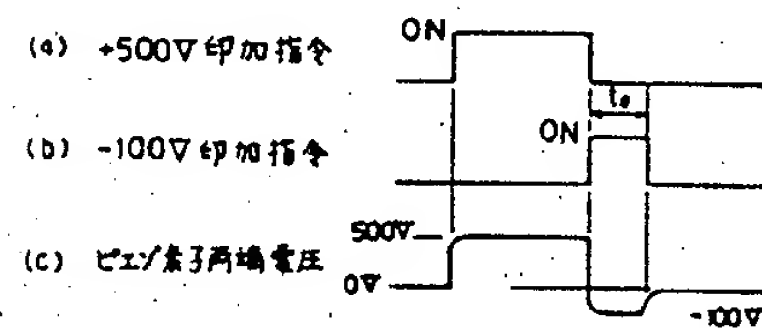 (a) +500V印加指令
ON
t₀
(b) -100V印加指令
ON
(c) ピエゾ素子両端電圧
500V
0V
-100V